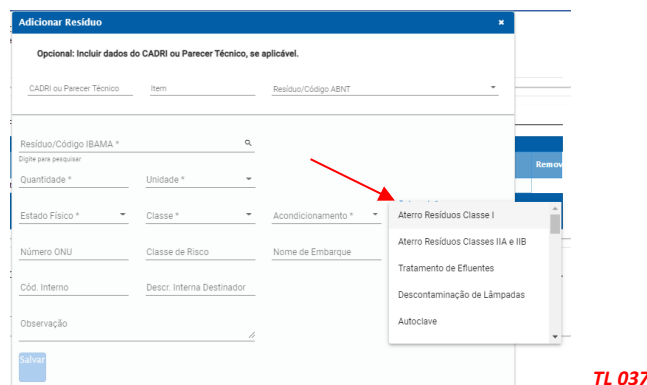 Adicionar Resíduo ×
Opcional: Incluir dados do CADRI ou Parecer Técnico, se aplicável.
CADRI ou Parecer Técnico Item Resíduo/Código ABNT
Resíduo/Código IBAMA *
Digite para pesquisar
Remov
Quantidade * Unidade *
Estado Físico * Classe * Acondicionamento * Aterro Resíduos Classe I
Aterro Resíduos Classes IIA e IIB
Número ONU Classe de Risco Nome de Embarque
Tratamento de Efluentes
Cód. Interno Descr. Interna Destinador Descontaminação de Lâmpadas
Observação Autoclave
Salvar
TL 037